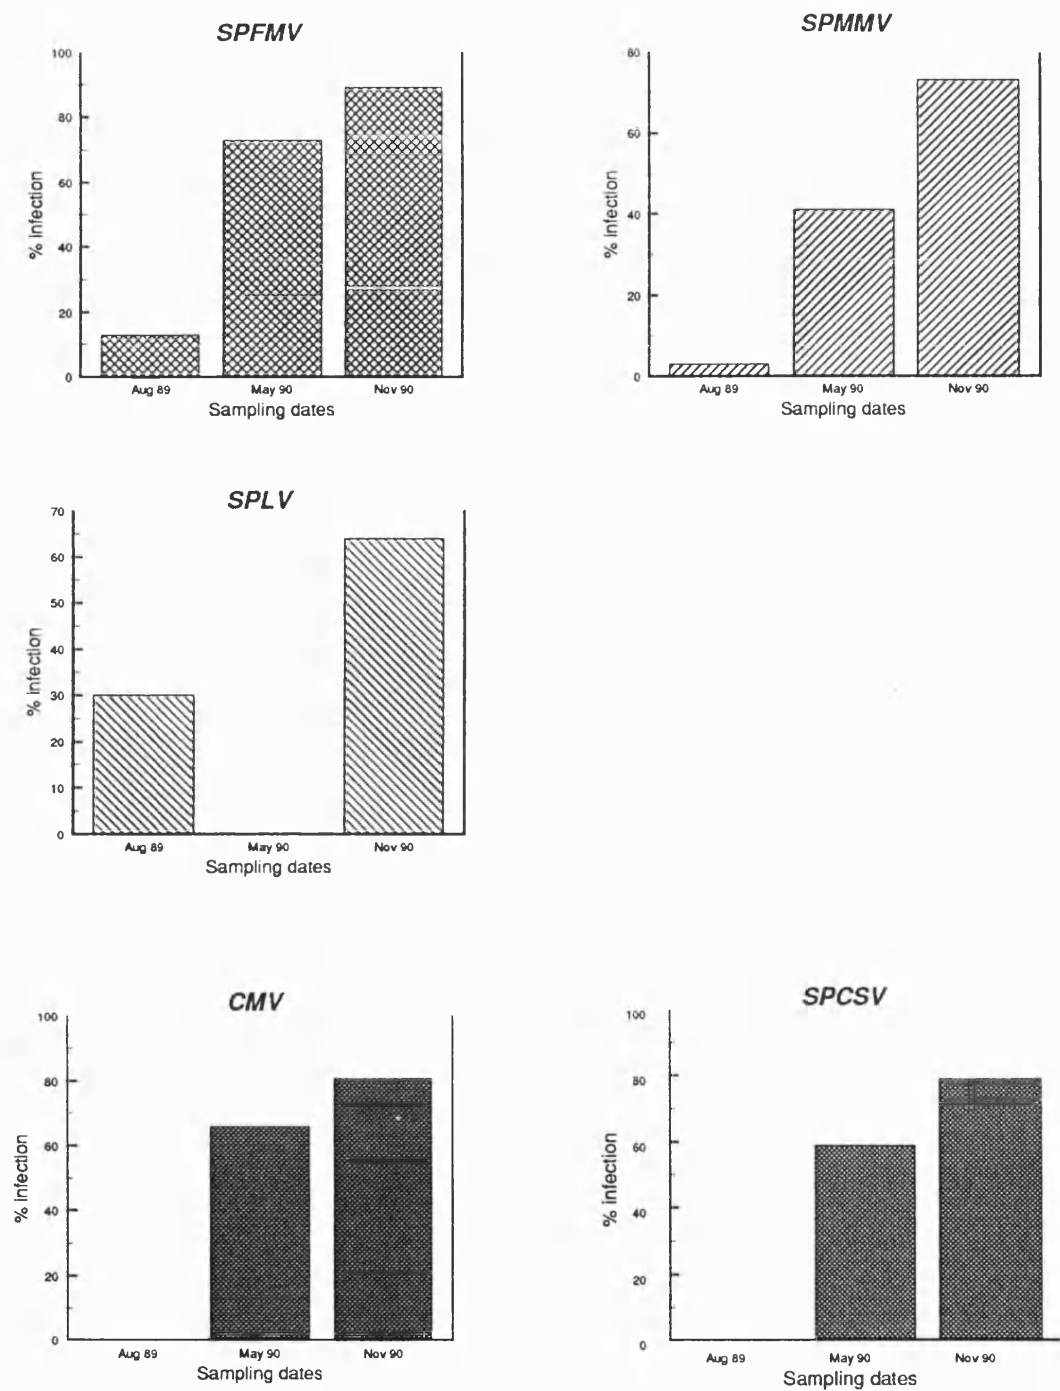 SPFMV
100
80
60
40
20
0
% infection
Aug 89 May 90 Nov 90
Sampling dates
SPMMV
80
60
40
20
0
% infection
Aug 89 May 90 Nov 90
Sampling dates
SPLV
70
60
50
40
30
20
10
0
% infection
Aug 89 May 90 Nov 90
Sampling dates
CMV
100
80
60
40
20
0
% infection
Aug 89 May 90 Nov 90
Sampling dates
SPCSV
100
80
60
40
20
0
% infection
Aug 89 May 90 Nov 90
Sampling dates